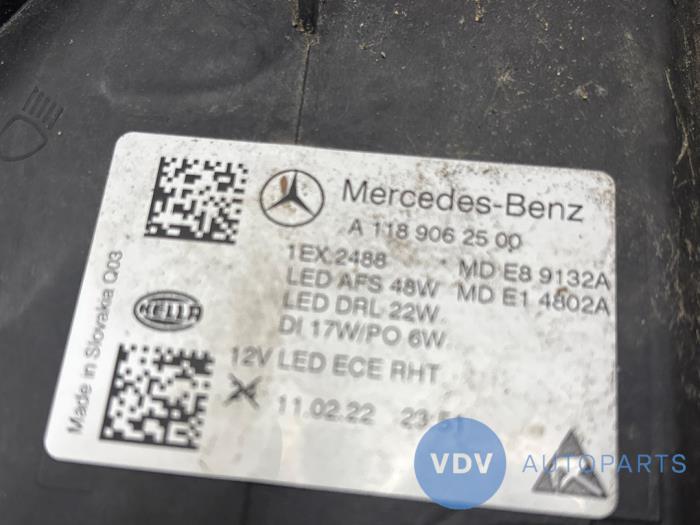 Mercedes-Benz
A 118 906 25 00
1EX.2488
MD E8 9132A
LED AFS 48W
MD E1 4802A
LED DRL 22W
DI 17W/PO 6W
12V LED ECE RHT
11.02.22 23:51
HELLA
Made in Slovakia Q03
VDV AUTOPARTS